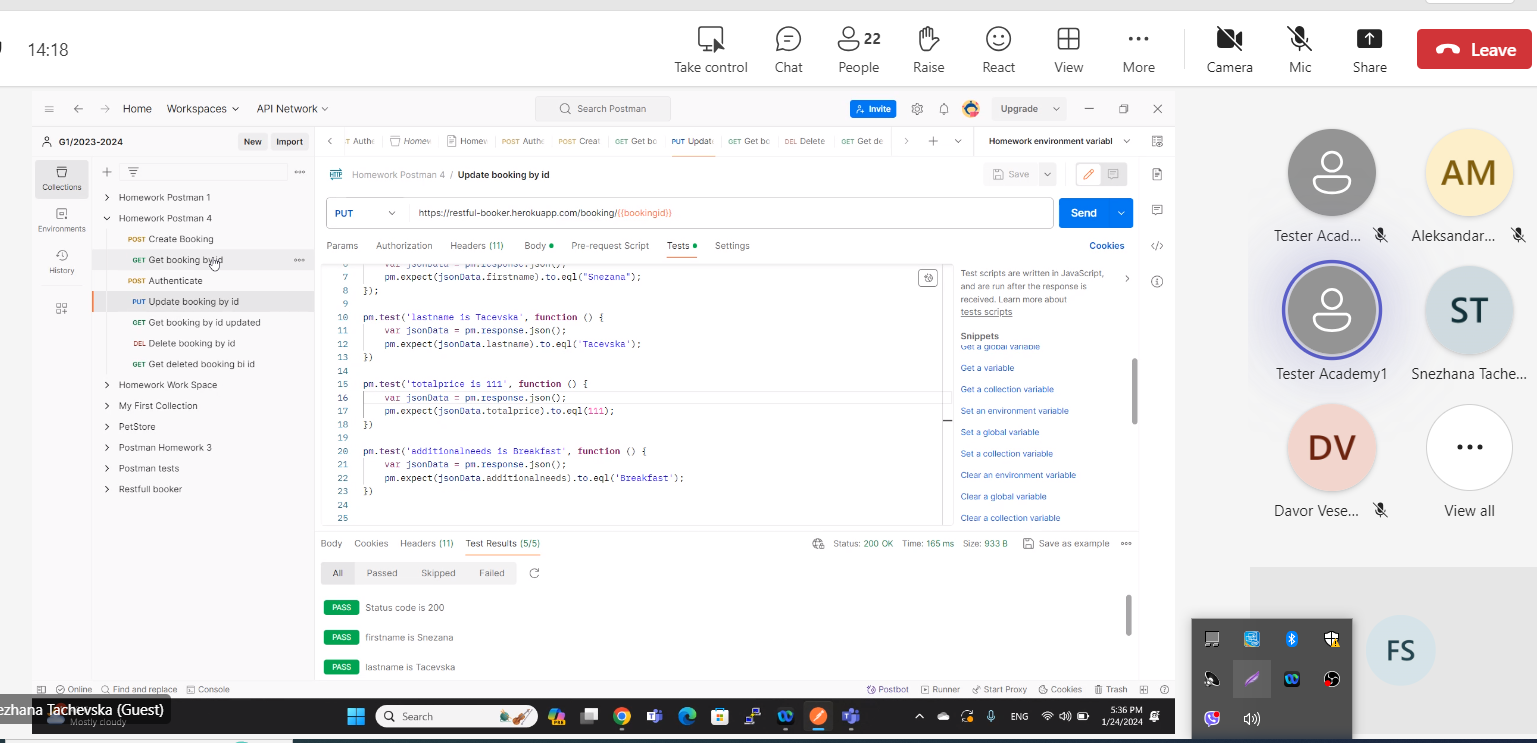 14:18
Take control
Chat
22
People
Raise
React
View
More
Camera
Mic
Share
Leave
Home Workspaces API Network
Search Postman
Invite
Upgrade
G1/2023-2024
New Import
Homew
Homew
POST Auth
POST Creat
GET Get bo
PUT Updat
GET Get bo
DEL Delete
GET Get de
Homework environment variabl
Collections
Environments
History
Homework Postman 1
Homework Postman 4
POST Create Booking
GET Get booking by id
POST Authenticate
PUT Update booking by id
GET Get booking by id updated
DEL Delete booking by id
GET Get deleted booking bi id
Homework Work Space
My First Collection
PetStore
Postman Homework 3
Postman tests
Restfull booker
HTTP Homework Postman 4 / Update booking by id
Save
PUT https://restful-booker.herokuapp.com/booking/{{bookingid}}
Send
Params Authorization Headers (11) Body Pre-request Script Tests Settings
Cookies
7 pm.expect(jsonData.firstname).to.eql("Snezana");
8 });
9
10 pm.test('lastname is Tacevska', function () {
11 var jsonData = pm.response.json();
12 pm.expect(jsonData.lastname).to.eql('Tacevska');
13 })
14
15 pm.test('totalprice is 111', function () {
16 var jsonData = pm.response.json();
17 pm.expect(jsonData.totalprice).to.eql(111);
18 })
19
20 pm.test('additionalneeds is Breakfast', function () {
21 var jsonData = pm.response.json();
22 pm.expect(jsonData.additionalneeds).to.eql('Breakfast');
23 })
24
25
Test scripts are written in JavaScript,
and are run after the response is
received. Learn more about
tests scripts
Snippets
Get a global variable
Get a variable
Get a collection variable
Set an environment variable
Set a global variable
Set a collection variable
Clear an environment variable
Clear a global variable
Clear a collection variable
Body Cookies Headers (11) Test Results (5/5)
Status: 200 OK Time: 165 ms Size: 933 B Save as example
All Passed Skipped Failed
PASS Status code is 200
PASS firstname is Snezana
PASS lastname is Tacevska
Online Find and replace Console
Postbot Runner Start Proxy Cookies Trash
Tachevska (Guest)
Mostly cloudy
Search
ENG
5:36 PM
1/24/2024
Tester Acad...
AM
Aleksandar...
Tester Academy1
ST
Snezhana Tache...
DV
Davor Vese...
View all
FS